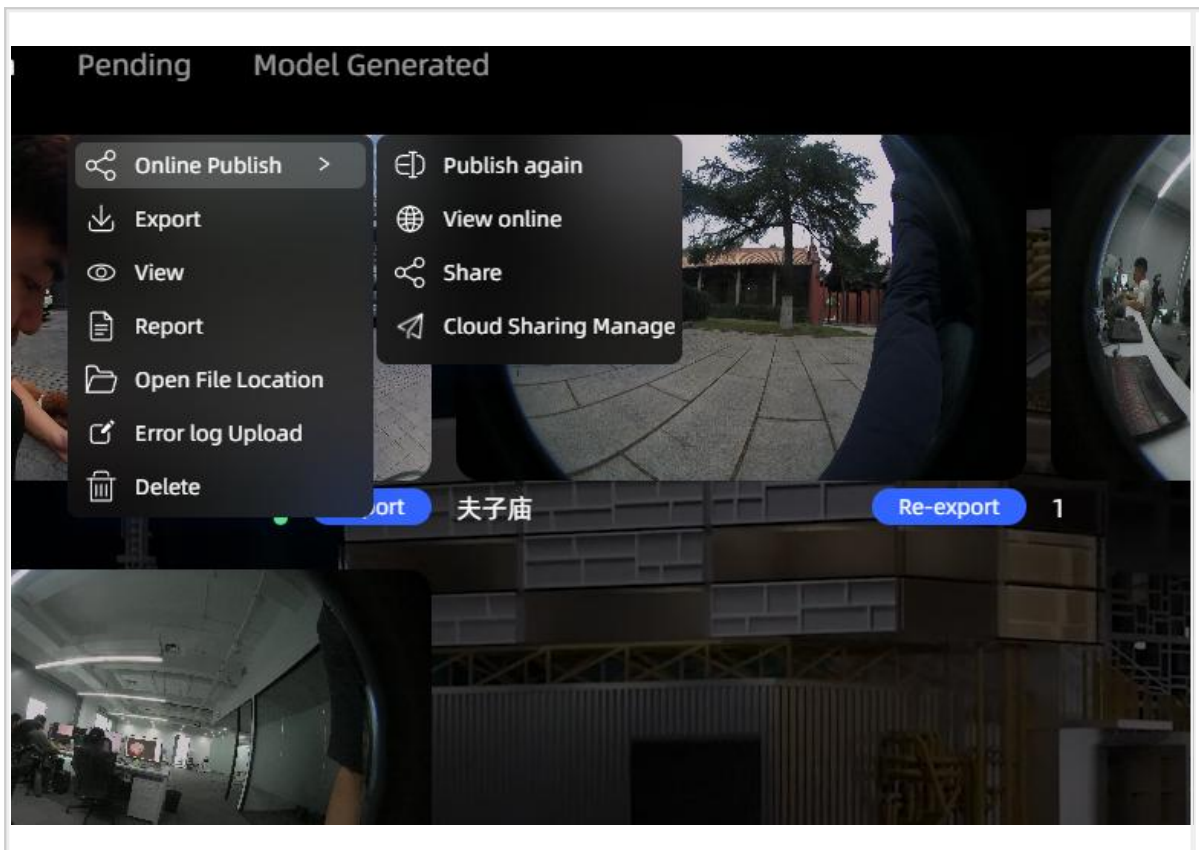 Pending Model Generated
Online Publish >
Export
View
Report
Open File Location
Error log Upload
Delete
Publish again
View online
Share
Cloud Sharing Manage
夫子庙
Re-export
1